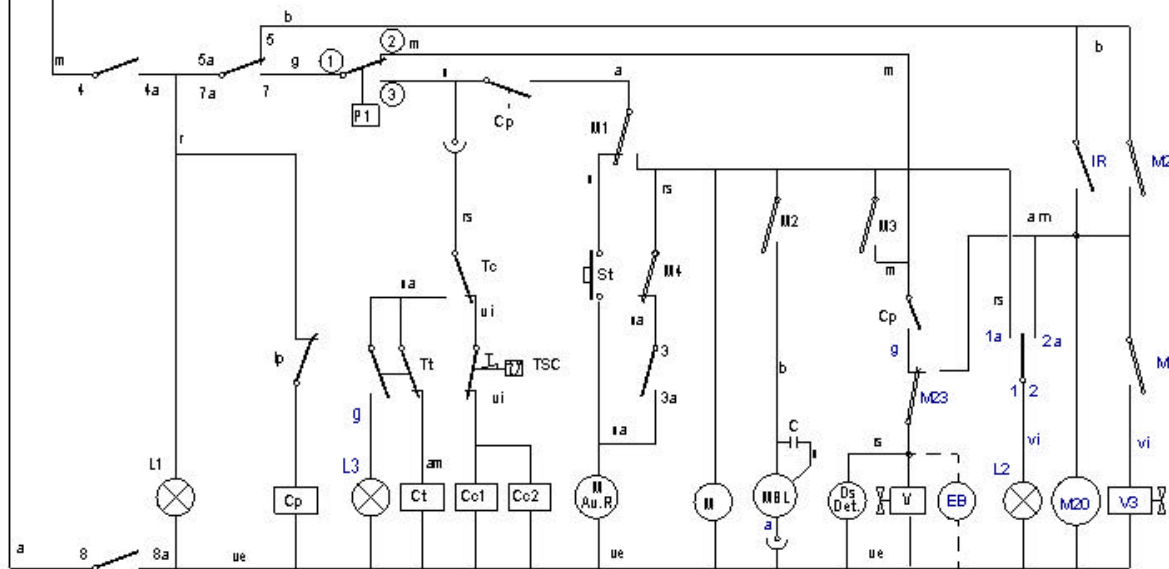 b
5
b
2
m
5a
g
1
m
4
4a
7a
7
3
a
m
P1
Cp
M1
r
IR
M2
rs
rs
a m
M2
M3
Tc
St
M4
m
ui
rs
Cp
1a
2a
Ip
Tt
TSC
3
g
M
ui
3a
b
M23
1
2
g
C
rs
vi
vi
L1
L3
am
L2
Cp
Ct
Cc1
Cc2
M
Au.R
M
MBL
Ds
Det.
V
EB
M20
V3
a
a
8
8a
ue
ue
ue